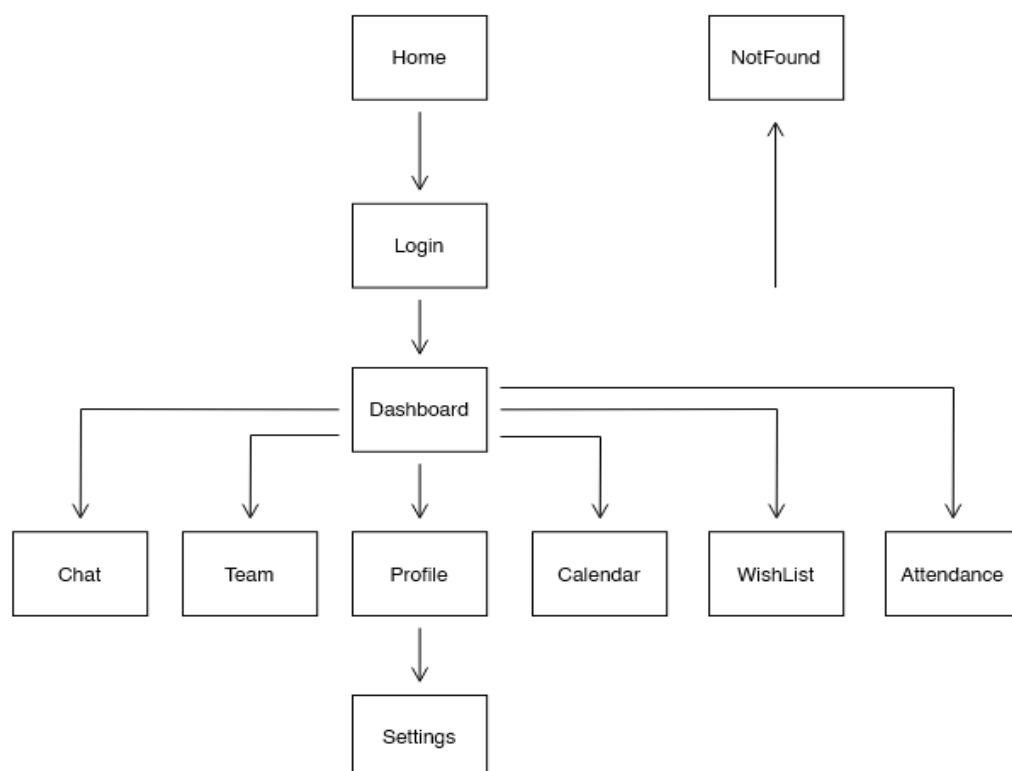 Home
NotFound
Login
Dashboard
Chat
Team
Profile
Calendar
WishList
Attendance
Settings